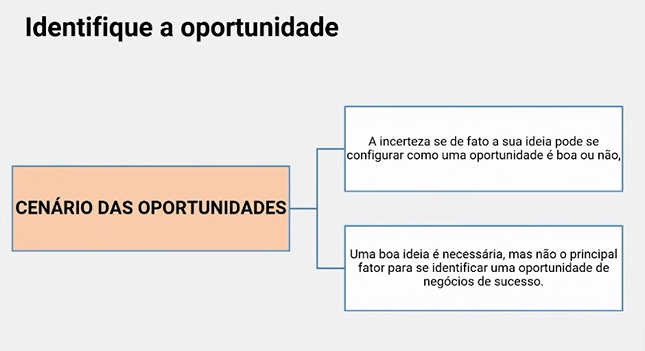 Identifique a oportunidade
A incerteza se de fato a sua ideia pode se
configurar como uma oportunidade é boa ou não,
CENÁRIO DAS OPORTUNIDADES
Uma boa ideia é necessária, mas não o principal
fator para se identificar uma oportunidade de
negócios de sucesso.